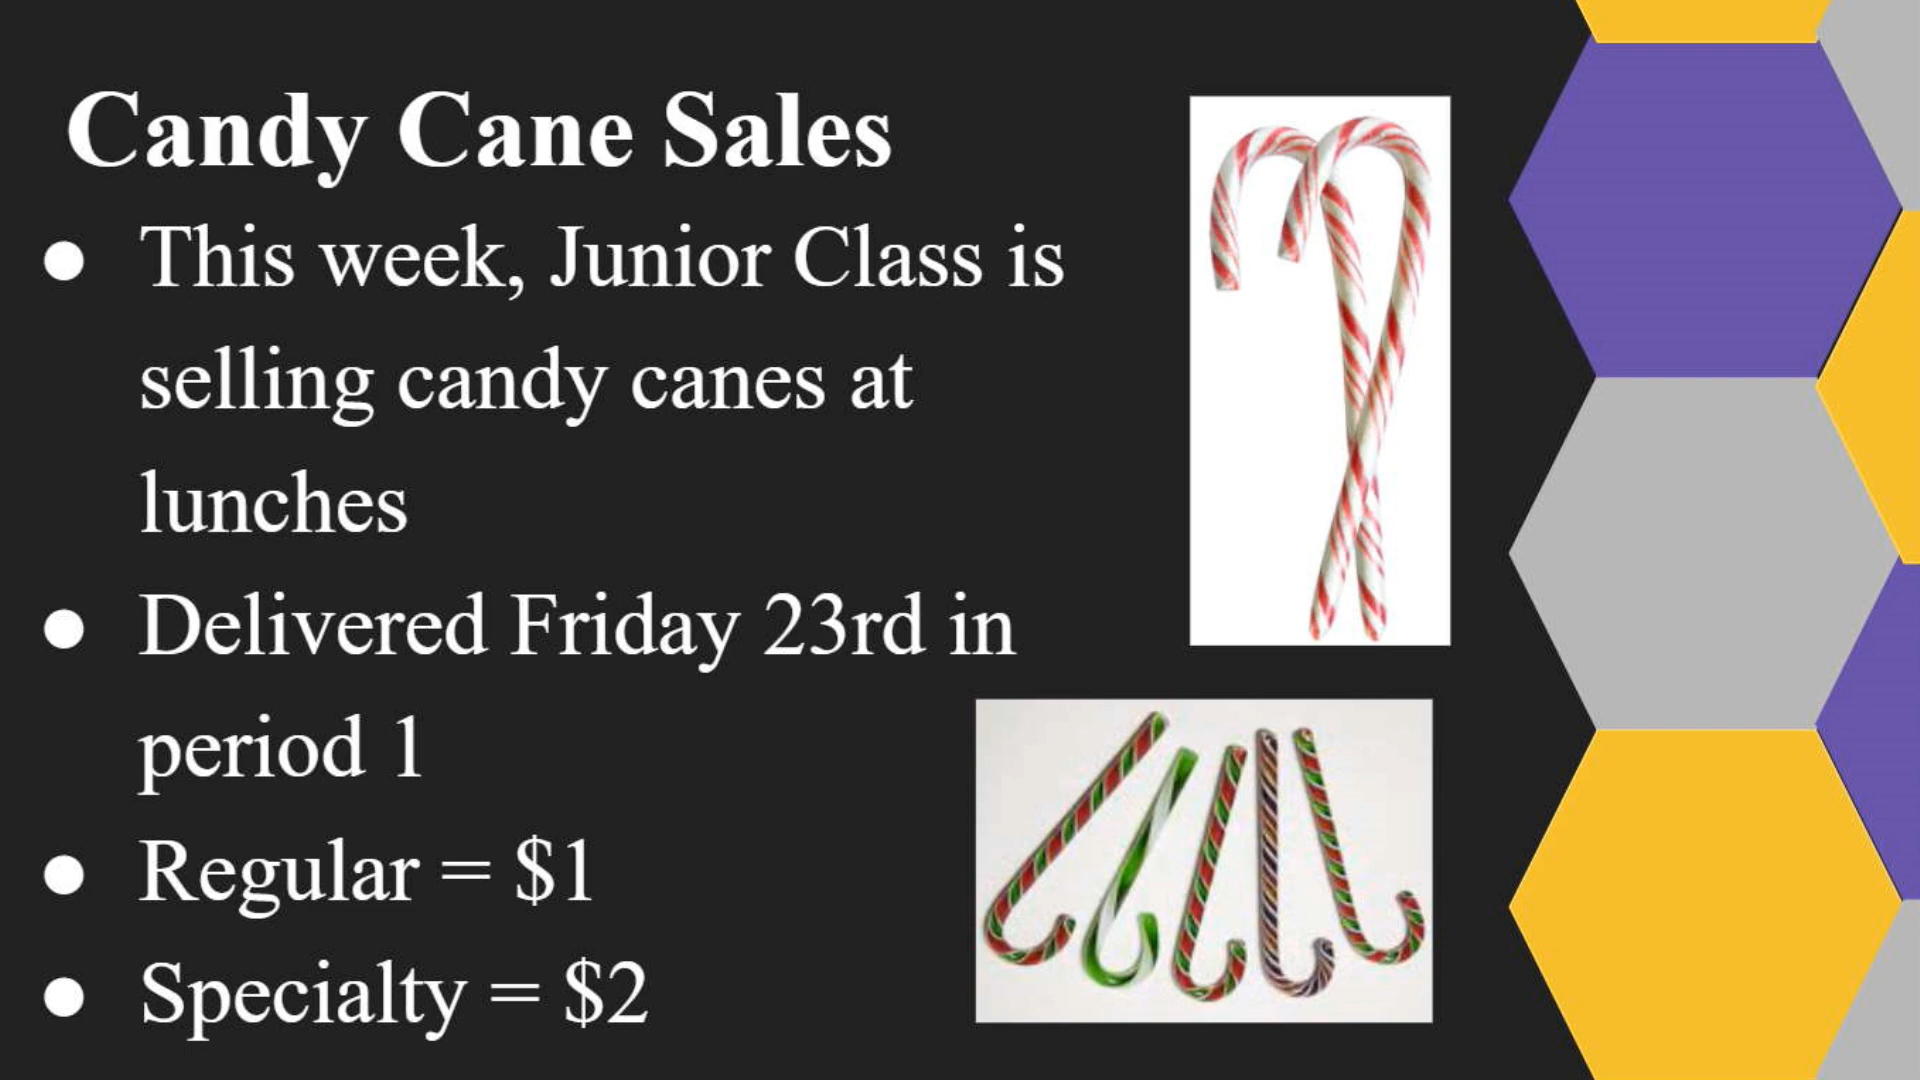 Candy Cane Sales
● This week, Junior Class is
selling candy canes at
lunches
● Delivered Friday 23rd in
period 1
● Regular = $1
● Specialty = $2